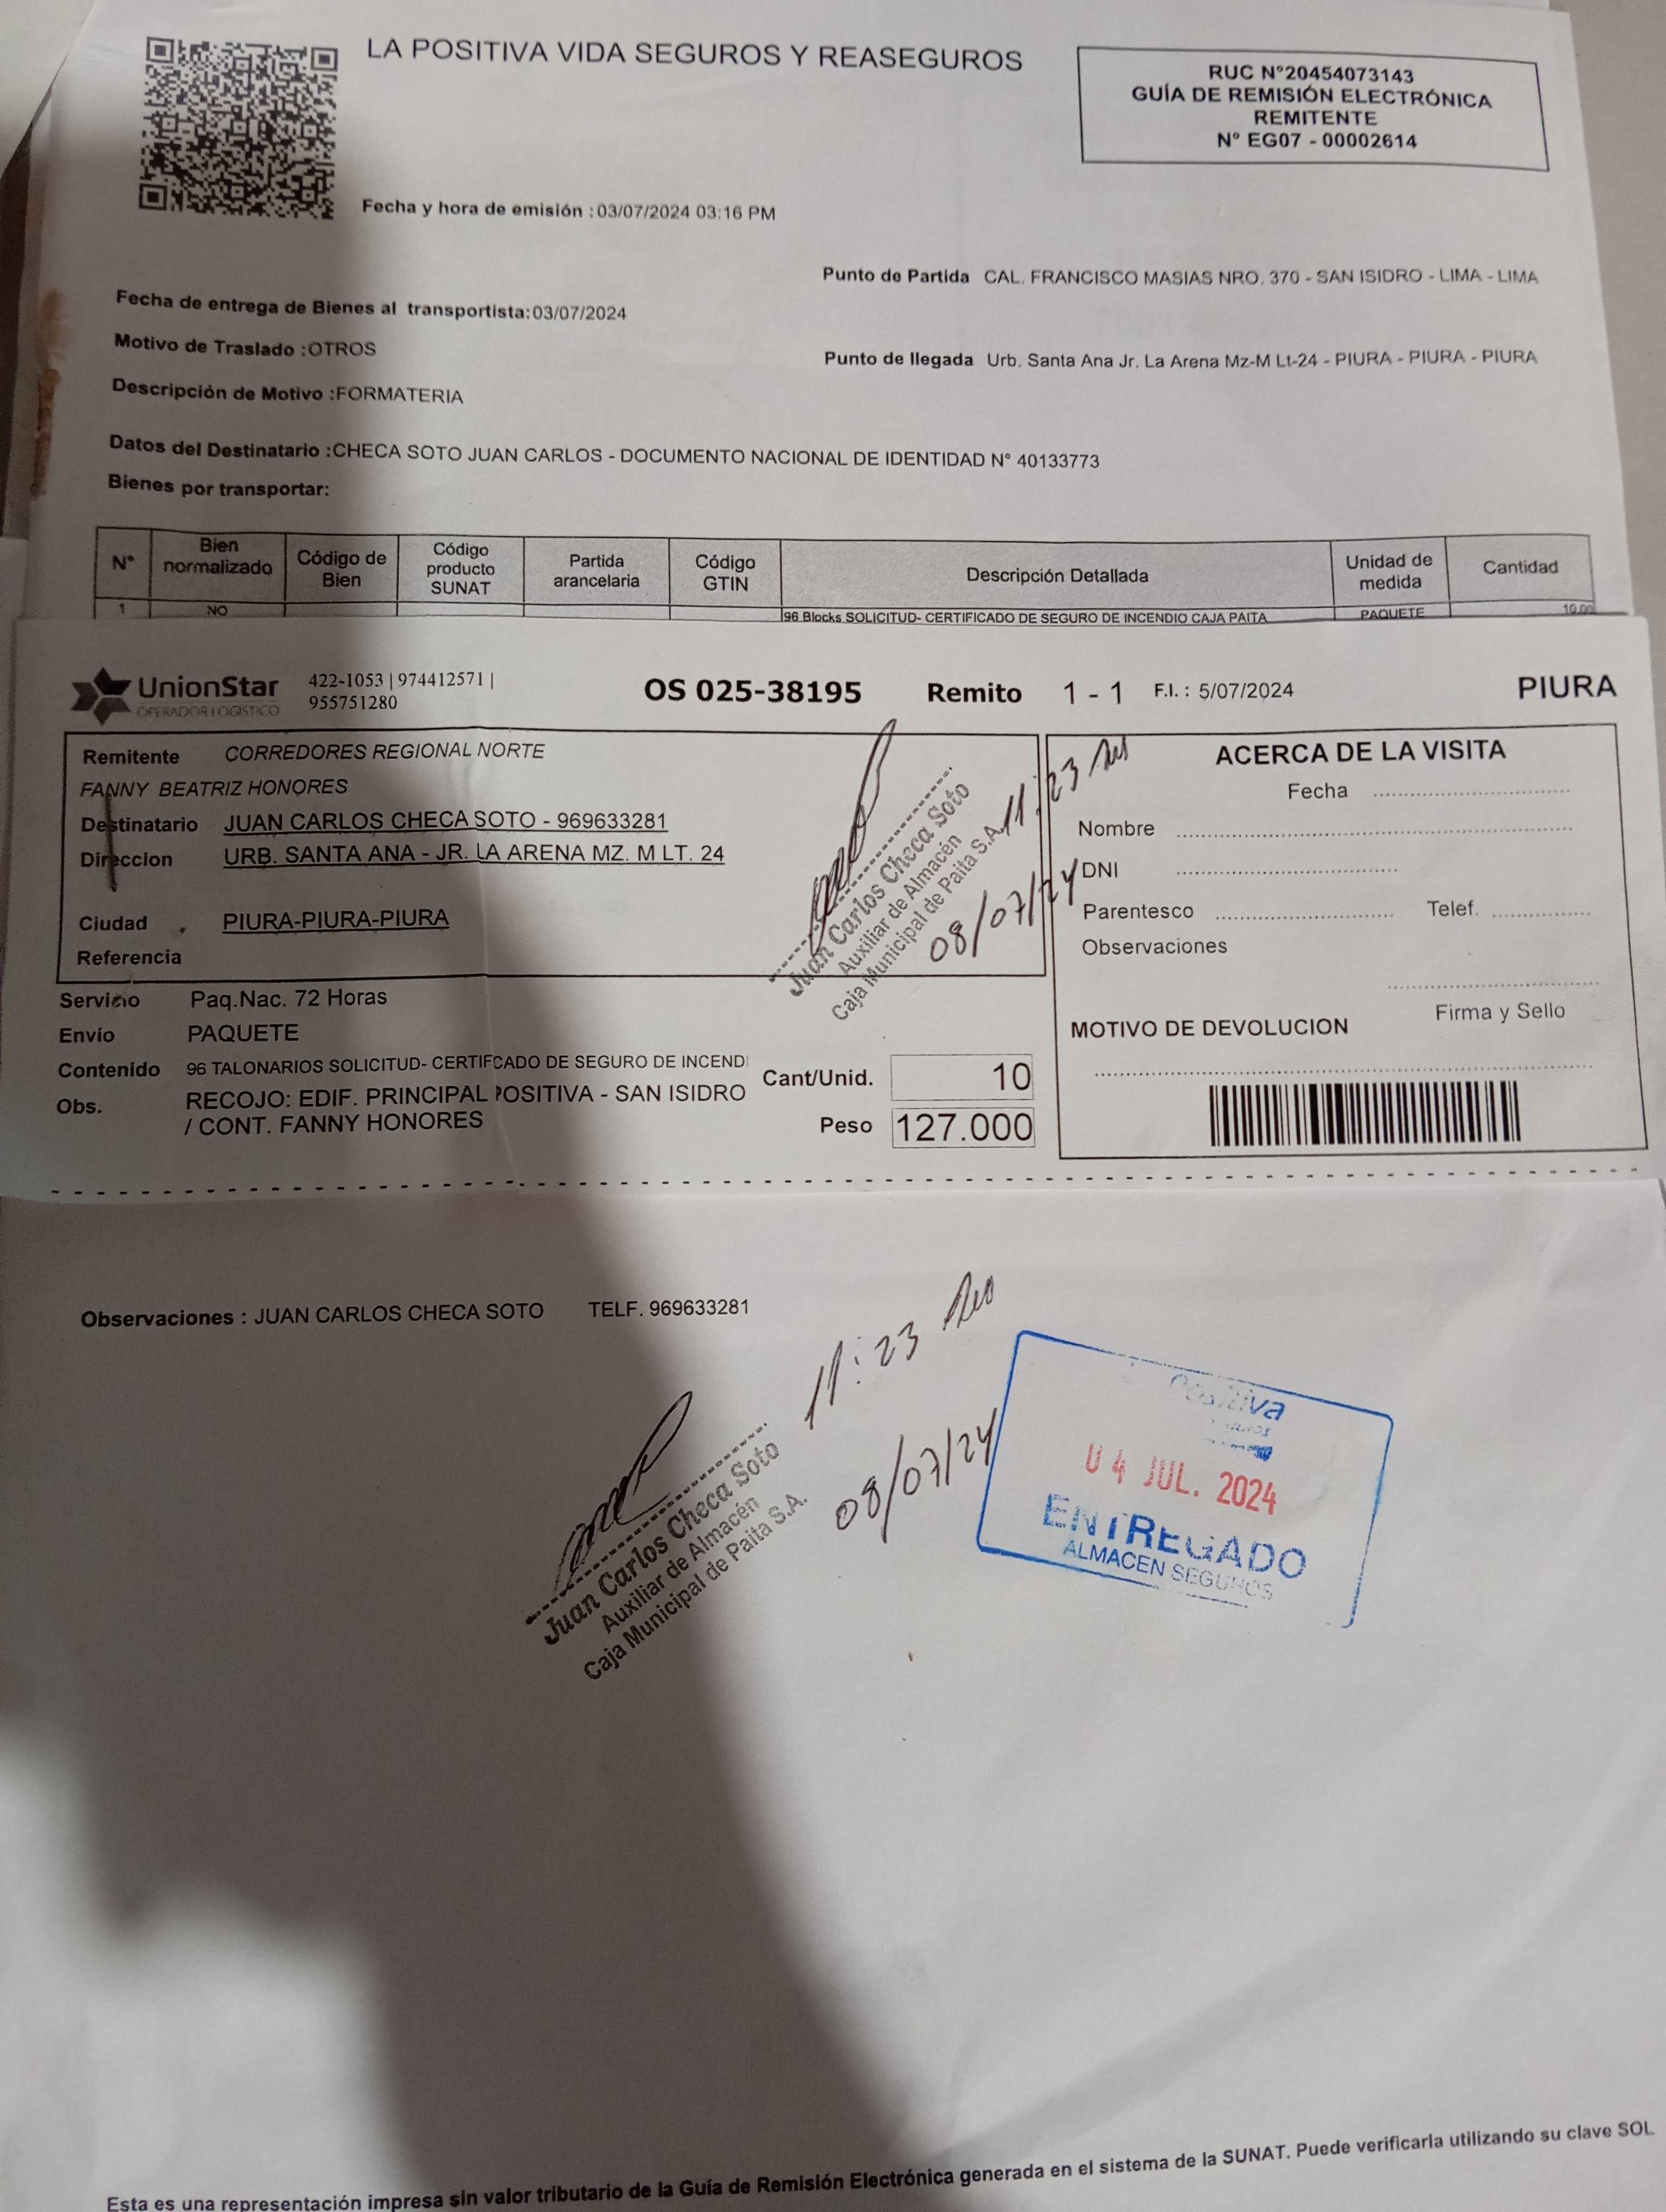 LA POSITIVA VIDA SEGUROS Y REASEGUROS
RUC N°20454073143
GUÍA DE REMISIÓN ELECTRÓNICA
REMITENTE
N° EG07 - 00002614
Fecha y hora de emisión : 03/07/2024 03:16 PM
Punto de Partida CAL. FRANCISCO MASIAS NRO. 370 - SAN ISIDRO - LIMA - LIMA
Fecha de entrega de Bienes al transportista:03/07/2024
Motivo de Traslado :OTROS
Punto de llegada Urb. Santa Ana Jr. La Arena Mz-M Lt-24 - PIURA - PIURA - PIURA
Descripción de Motivo :FORMATERIA
Datos del Destinatario :CHECA SOTO JUAN CARLOS - DOCUMENTO NACIONAL DE IDENTIDAD N° 40133773
Bienes por transportar:
N° Bien normalizado Código de Bien Código producto SUNAT Partida arancelaria Código GTIN Descripción Detallada Unidad de medida Cantidad
1 NO 96 Blocks SOLICITUD- CERTIFICADO DE SEGURO DE INCENDIO CAJA PAITA PAQUETE 10.00
UnionStar
OPERADOR LOGISTICO
422-1053 | 974412571 |
955751280
OS 025-38195 Remito 1 - 1 F.I. : 5/07/2024 PIURA
Remitente CORREDORES REGIONAL NORTE
FANNY BEATRIZ HONORES
Destinatario JUAN CARLOS CHECA SOTO - 969633281
Direccion URB. SANTA ANA - JR. LA ARENA MZ. M LT. 24
Ciudad PIURA-PIURA-PIURA
Referencia
Juan Carlos Checa Soto
Auxiliar de Almacén
Caja Municipal de Paita S.A.
11:23
08/07/24
ACERCA DE LA VISITA
Fecha
Nombre
DNI
Parentesco Telef.
Observaciones
Firma y Sello
MOTIVO DE DEVOLUCION
Servicio Paq.Nac. 72 Horas
Envío PAQUETE
Contenido 96 TALONARIOS SOLICITUD- CERTIFCADO DE SEGURO DE INCENDI
Obs. RECOJO: EDIF. PRINCIPAL POSITIVA - SAN ISIDRO
/ CONT. FANNY HONORES
Cant/Unid. 10
Peso 127.000
Observaciones : JUAN CARLOS CHECA SOTO TELF. 969633281
11:23
08/07/24
Juan Carlos Checa Soto
Auxiliar de Almacén
Caja Municipal de Paita S.A.
Positiva
04 JUL. 2024
ENTREGADO
ALMACEN SEGUROS
Esta es una representación impresa sin valor tributario de la Guía de Remisión Electrónica generada en el sistema de la SUNAT. Puede verificarla utilizando su clave SOL